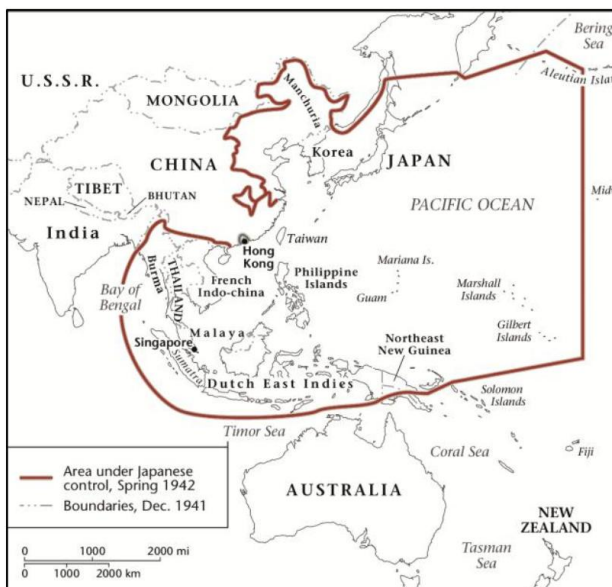 Bering
Sea
U.S.S.R.
Aleutian Islan
MONGOLIA
Manchuria
Korea
JAPAN
CHINA
TIBET
NEPAL
BHUTAN
India
PACIFIC OCEAN
Mid
Taiwan
Hong
Kong
Burma
THAILAND
Bay of
Bengal
French
Indo-china
Philippine
Islands
Mariana Is.
Guam
Marshall
Islands
Gilbert
Islands
Malaya
Singapore
Sumatra
Northeast
New Guinea
Dutch East Indies
Solomon
Islands
Timor Sea
Coral Sea
Fiji
AUSTRALIA
NEW
ZEALAND
Tasman
Sea
Area under Japanese
control, Spring 1942
Boundaries, Dec. 1941
0 1000 2000 mi
0 1000 2000 km